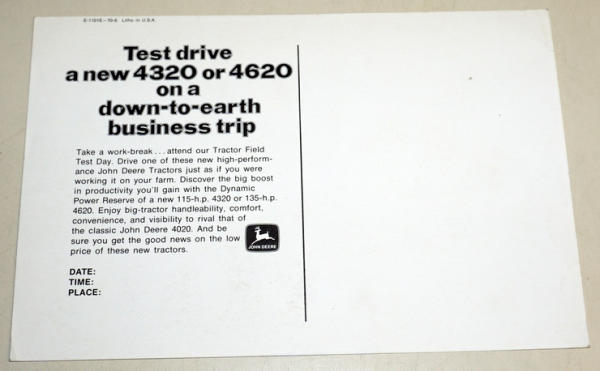 E-1101E-70-6 Litho in U.S.A.
Test drive
a new 4320 or 4620
on a
down-to-earth
business trip
Take a work-break...attend our Tractor Field
Test Day. Drive one of these new high-perform-
ance John Deere Tractors just as if you were
working it on your farm. Discover the big boost
in productivity you'll gain with the Dynamic
Power Reserve of a new 115-h.p. 4320 or 135-h.p.
4620. Enjoy big-tractor handleability, comfort,
convenience, and visibility to rival that of
the classic John Deere 4020. And be
sure you get the good news on the low
price of these new tractors.
JOHN DEERE
DATE:
TIME:
PLACE: